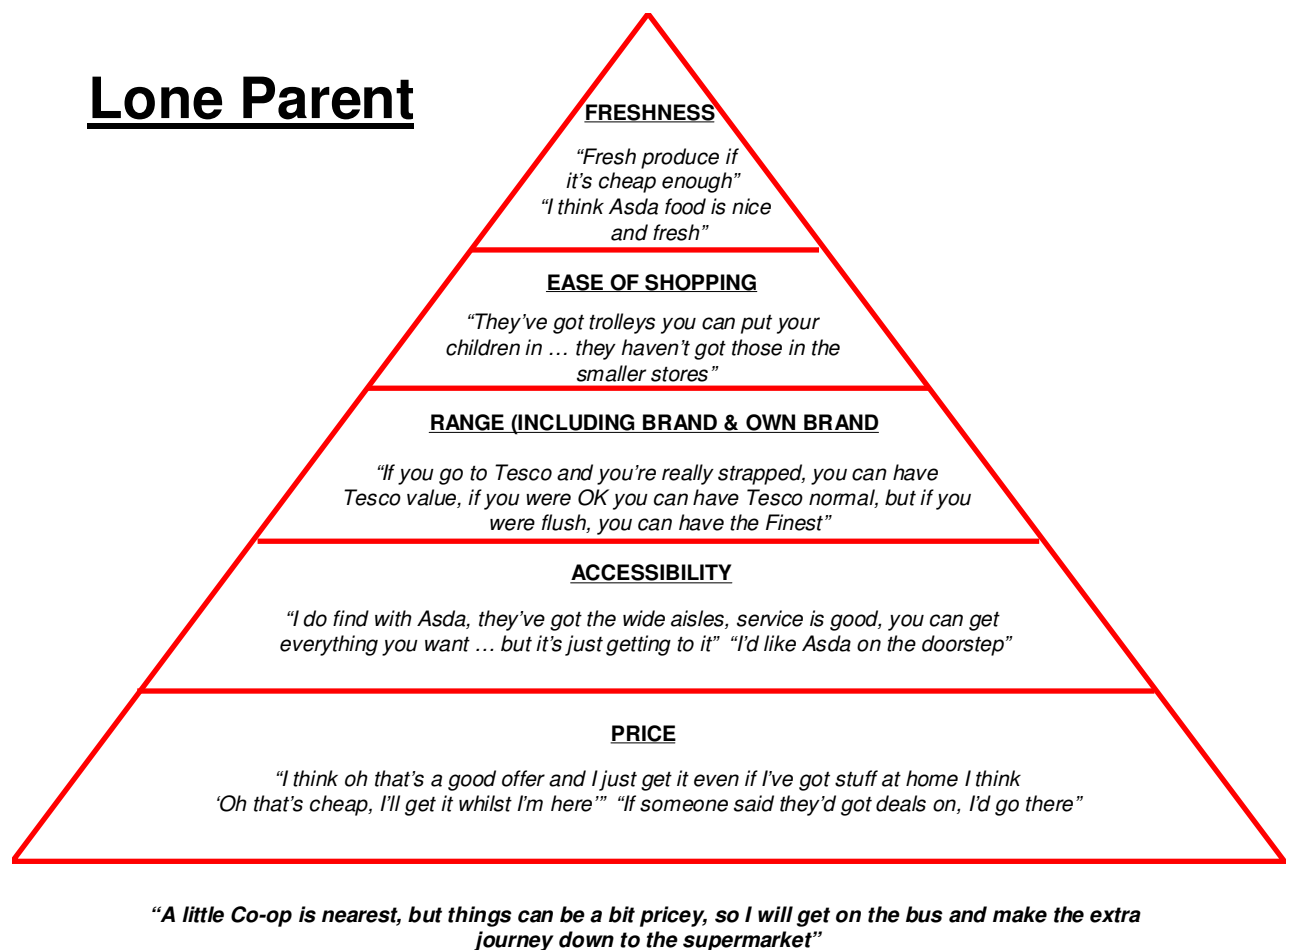 Lone Parent
FRESHNESS
“Fresh produce if
it’s cheap enough”
“I think Asda food is nice
and fresh”
EASE OF SHOPPING
“They’ve got trolleys you can put your
children in … they haven’t got those in the
smaller stores”
RANGE (INCLUDING BRAND & OWN BRAND
“If you go to Tesco and you’re really strapped, you can have
Tesco value, if you were OK you can have Tesco normal, but if you
were flush, you can have the Finest”
ACCESSIBILITY
“I do find with Asda, they’ve got the wide aisles, service is good, you can get
everything you want … but it’s just getting to it” “I’d like Asda on the doorstep”
PRICE
“I think oh that’s a good offer and I just get it even if I’ve got stuff at home I think
‘Oh that’s cheap, I’ll get it whilst I’m here’” “If someone said they’d got deals on, I’d go there”
“A little Co-op is nearest, but things can be a bit pricey, so I will get on the bus and make the extra
journey down to the supermarket”